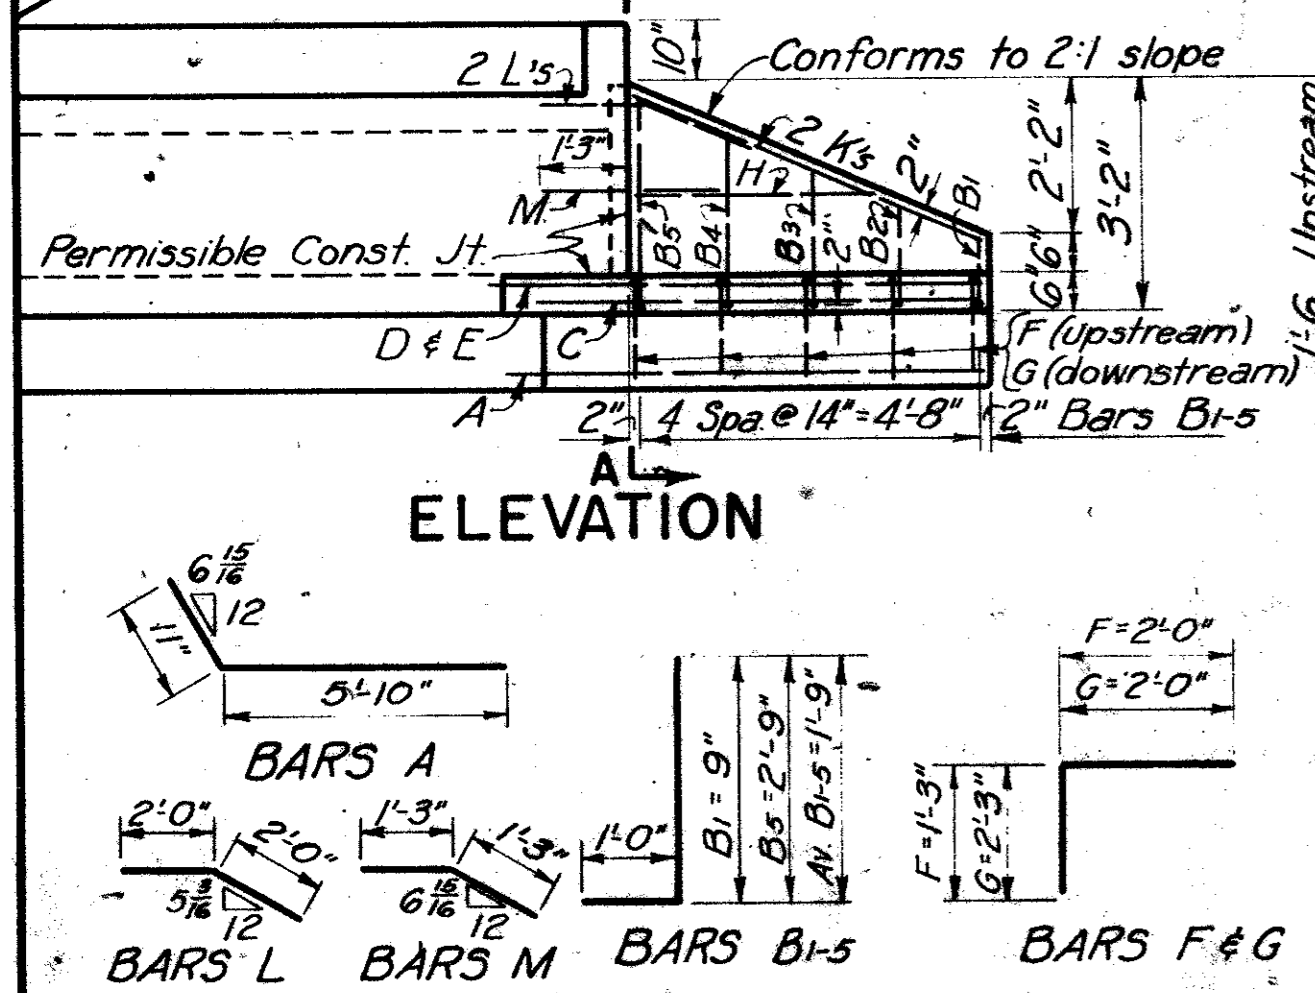 10"
Conforms to 2:1 slope
2 L's
2 K's
2"
2'-2"
3'-2"
1'-3"
H
B1
M
B5
B4
B3
2"
B2
6"
6"
1'-6 Upstream
Permissible Const. Jt.
D & E
C
F (upstream)
G (downstream)
A
2"
4 Spa. @ 14" = 4'-8"
2" Bars B1-5
A
ELEVATION
6 15/16
12
11"
5'-10"
BARS A
F=2'-0"
G=2'-0"
2'-0"
2'-0"
5 3/16
12
BARS L
1'-3"
1'-3"
6 15/16
12
BARS M
1'-0"
B1 = 9"
B5 = 2'-9"
Av. B1-5 = 1'-9"
BARS B1-5
F=1'-3"
G=2'-3"
BARS F & G